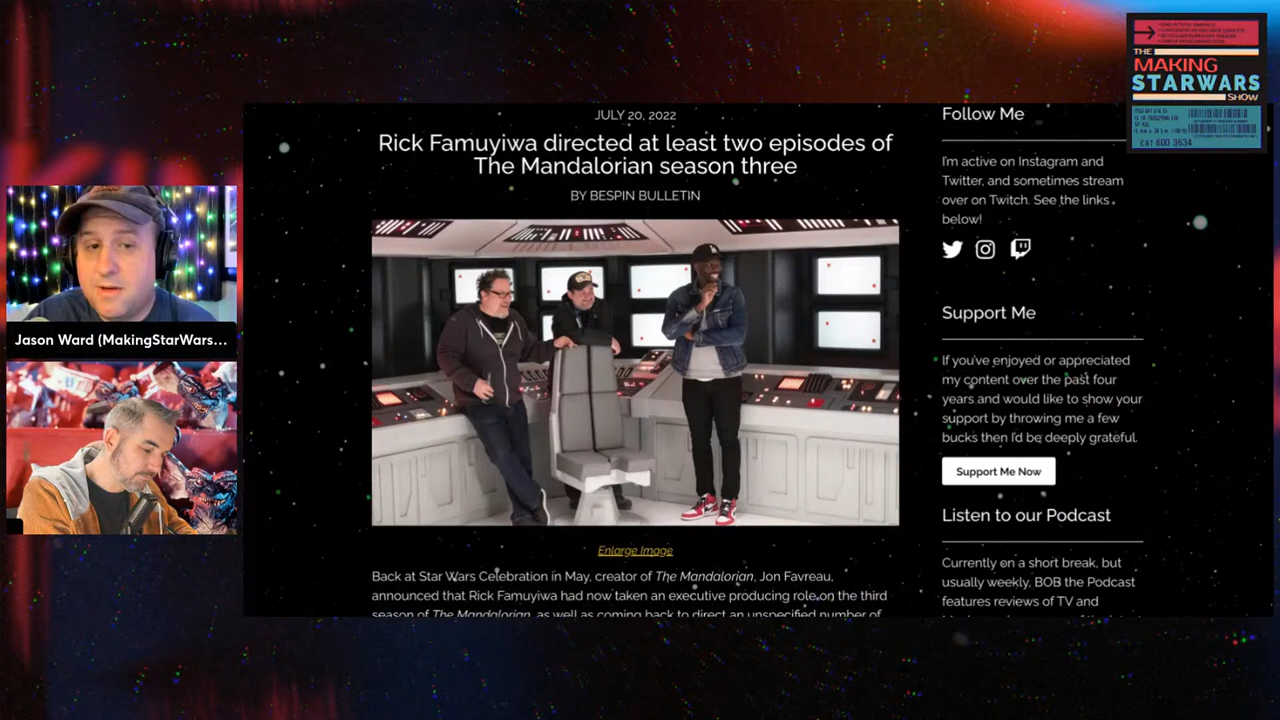 THE
MAKING
STARWARS
SHOW
CAT 800 3634
JULY 20, 2022
Rick Famuyiwa directed at least two episodes of
The Mandalorian season three
BY BESPIN BULLETIN
Enlarge Image
Back at Star Wars Celebration in May, creator of The Mandalorian, Jon Favreau,
announced that Rick Famuyiwa had now taken an executive producing role on the third
season of The Mandalorian, as well as coming back to direct an unspecified number of
Follow Me
I'm active on Instagram and
Twitter, and sometimes stream
over on Twitch. See the links
below!
Support Me
If you've enjoyed or appreciated
my content over the past four
years and would like to show your
support by throwing me a few
bucks then I'd be deeply grateful.
Support Me Now
Listen to our Podcast
Currently on a short break, but
usually weekly, BOB the Podcast
features reviews of TV and
Jason Ward (MakingStarWars...